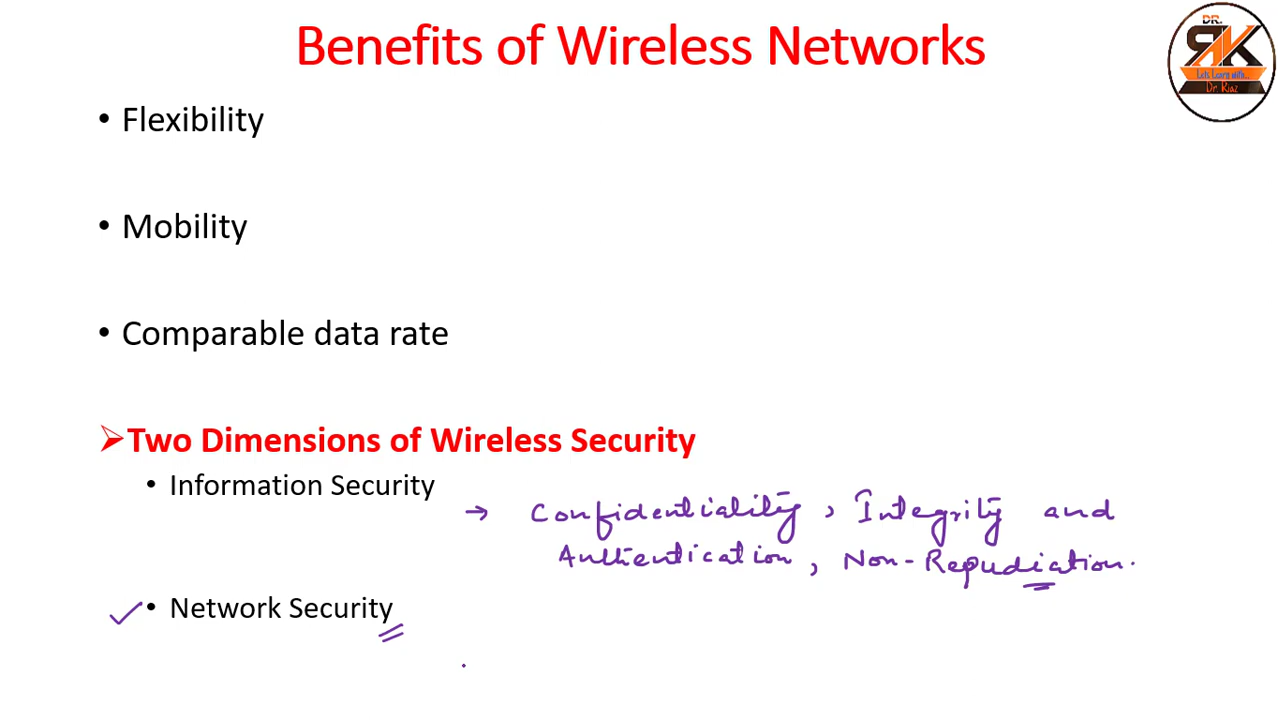 Benefits of Wireless Networks
DR.
RK
Lets Learn with...
Dr. Riaz
• Flexibility
• Mobility
• Comparable data rate
➢Two Dimensions of Wireless Security
• Information Security
→ Confidentiality, Integrity and
Authentication, Non-Repudiation.
✓• Network Security